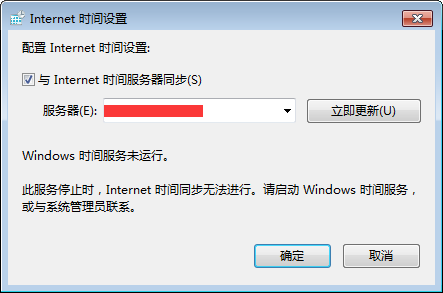 Internet 时间设置
配置 Internet 时间设置:
与 Internet 时间服务器同步(S)
服务器(E):
立即更新(U)
Windows 时间服务未运行。
此服务停止时，Internet 时间同步无法进行。请启动 Windows 时间服务，
或与系统管理员联系。
确定
取消